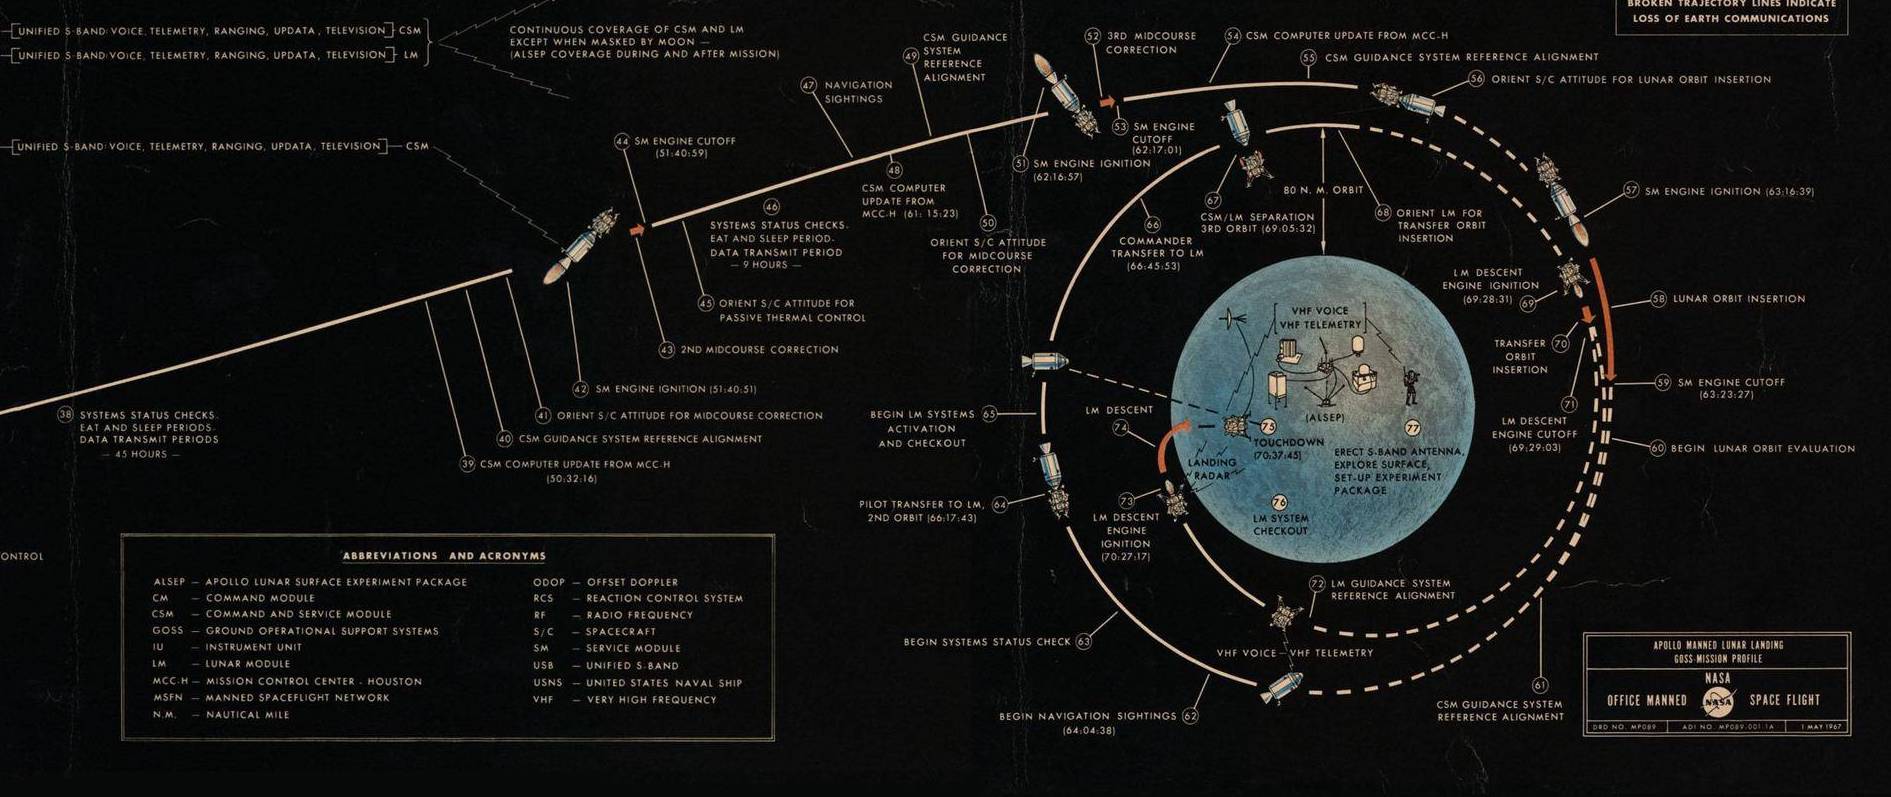 BROKEN TRAJECTORY LINES INDICATE
LOSS OF EARTH COMMUNICATIONS
UNIFIED S-BAND: VOICE, TELEMETRY, RANGING, UPDATA, TELEVISION CSM
UNIFIED S-BAND: VOICE, TELEMETRY, RANGING, UPDATA, TELEVISION LM
CONTINUOUS COVERAGE OF CSM AND LM
EXCEPT WHEN MASKED BY MOON —
(ALSEP COVERAGE DURING AND AFTER MISSION)
UNIFIED S-BAND: VOICE, TELEMETRY, RANGING, UPDATA, TELEVISION CSM
38 SYSTEMS STATUS CHECKS.
EAT AND SLEEP PERIODS.
DATA TRANSMIT PERIODS
— 45 HOURS —
39 CSM COMPUTER UPDATE FROM MCC-H
(50:32:16)
40 CSM GUIDANCE SYSTEM REFERENCE ALIGNMENT
41 ORIENT S/C ATTITUDE FOR MIDCOURSE CORRECTION
42 SM ENGINE IGNITION (51:40:51)
43 2ND MIDCOURSE CORRECTION
44 SM ENGINE CUTOFF
(51:40:59)
45 ORIENT S/C ATTITUDE FOR
PASSIVE THERMAL CONTROL
46
SYSTEMS STATUS CHECKS.
EAT AND SLEEP PERIOD.
DATA TRANSMIT PERIOD
— 9 HOURS —
47 NAVIGATION
SIGHTINGS
48
CSM COMPUTER
UPDATE FROM
MCC-H (61: 15:23)
49
CSM GUIDANCE
SYSTEM
REFERENCE
ALIGNMENT
50
ORIENT S/C ATTITUDE
FOR MIDCOURSE
CORRECTION
51 SM ENGINE IGNITION
(62:16:57)
52 3RD MIDCOURSE
CORRECTION
53 SM ENGINE
CUTOFF
(62:17:01)
54 CSM COMPUTER UPDATE FROM MCC-H
55 CSM GUIDANCE SYSTEM REFERENCE ALIGNMENT
56 ORIENT S/C ATTITUDE FOR LUNAR ORBIT INSERTION
57 SM ENGINE IGNITION (63:16:39)
58 LUNAR ORBIT INSERTION
59 SM ENGINE CUTOFF
(63:23:27)
60 BEGIN LUNAR ORBIT EVALUATION
61
CSM GUIDANCE SYSTEM
REFERENCE ALIGNMENT
BEGIN NAVIGATION SIGHTINGS 62
(64:04:38)
BEGIN SYSTEMS STATUS CHECK 63
PILOT TRANSFER TO LM, 64
2ND ORBIT (66:17:43)
BEGIN LM SYSTEMS 65
ACTIVATION
AND CHECKOUT
66
COMMANDER
TRANSFER TO LM
(66:45:53)
67
CSM/LM SEPARATION
3RD ORBIT (69:05:32)
80 N. M. ORBIT
68 ORIENT LM FOR
TRANSFER ORBIT
INSERTION
LM DESCENT
ENGINE IGNITION
(69:28:31) 69
TRANSFER 70
ORBIT
INSERTION
71
LM DESCENT
ENGINE CUTOFF
(69:29:03)
72 LM GUIDANCE SYSTEM
REFERENCE ALIGNMENT
73
LM DESCENT
ENGINE
IGNITION
(70:27:17)
LM DESCENT
74
VHF VOICE
VHF TELEMETRY
(ALSEP)
75
TOUCHDOWN
(70:37:45)
LANDING
RADAR
76
LM SYSTEM
CHECKOUT
77
ERECT S-BAND ANTENNA,
EXPLORE SURFACE,
SET-UP EXPERIMENT
PACKAGE
VHF VOICE—VHF TELEMETRY
ONTROL
ABBREVIATIONS AND ACRONYMS
ALSEP — APOLLO LUNAR SURFACE EXPERIMENT PACKAGE
CM — COMMAND MODULE
CSM — COMMAND AND SERVICE MODULE
GOSS — GROUND OPERATIONAL SUPPORT SYSTEMS
IU — INSTRUMENT UNIT
LM — LUNAR MODULE
MCC-H — MISSION CONTROL CENTER - HOUSTON
MSFN — MANNED SPACEFLIGHT NETWORK
N.M. — NAUTICAL MILE
ODOP — OFFSET DOPPLER
RCS — REACTION CONTROL SYSTEM
RF — RADIO FREQUENCY
S/C — SPACECRAFT
SM — SERVICE MODULE
USB — UNIFIED S-BAND
USNS — UNITED STATES NAVAL SHIP
VHF — VERY HIGH FREQUENCY
APOLLO MANNED LUNAR LANDING
GOSS-MISSION PROFILE
NASA
OFFICE MANNED NASA SPACE FLIGHT
DRD NO. MP089 ADI NO. MP089-001-1A 1 MAY 1967